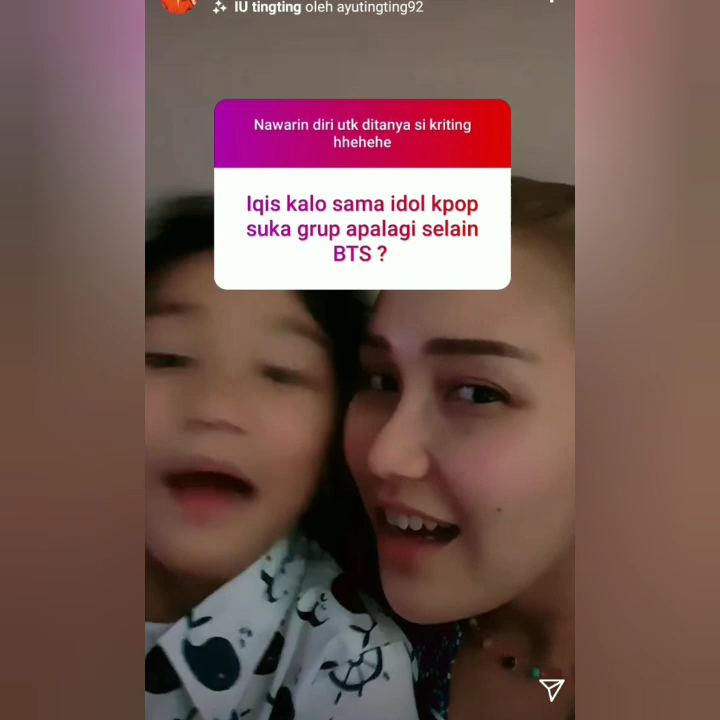 IU tingting oleh ayutingting92
Nawarin diri utk ditanya si kriting
hhehehe
Iqis kalo sama idol kpop
suka grup apalagi selain
BTS ?